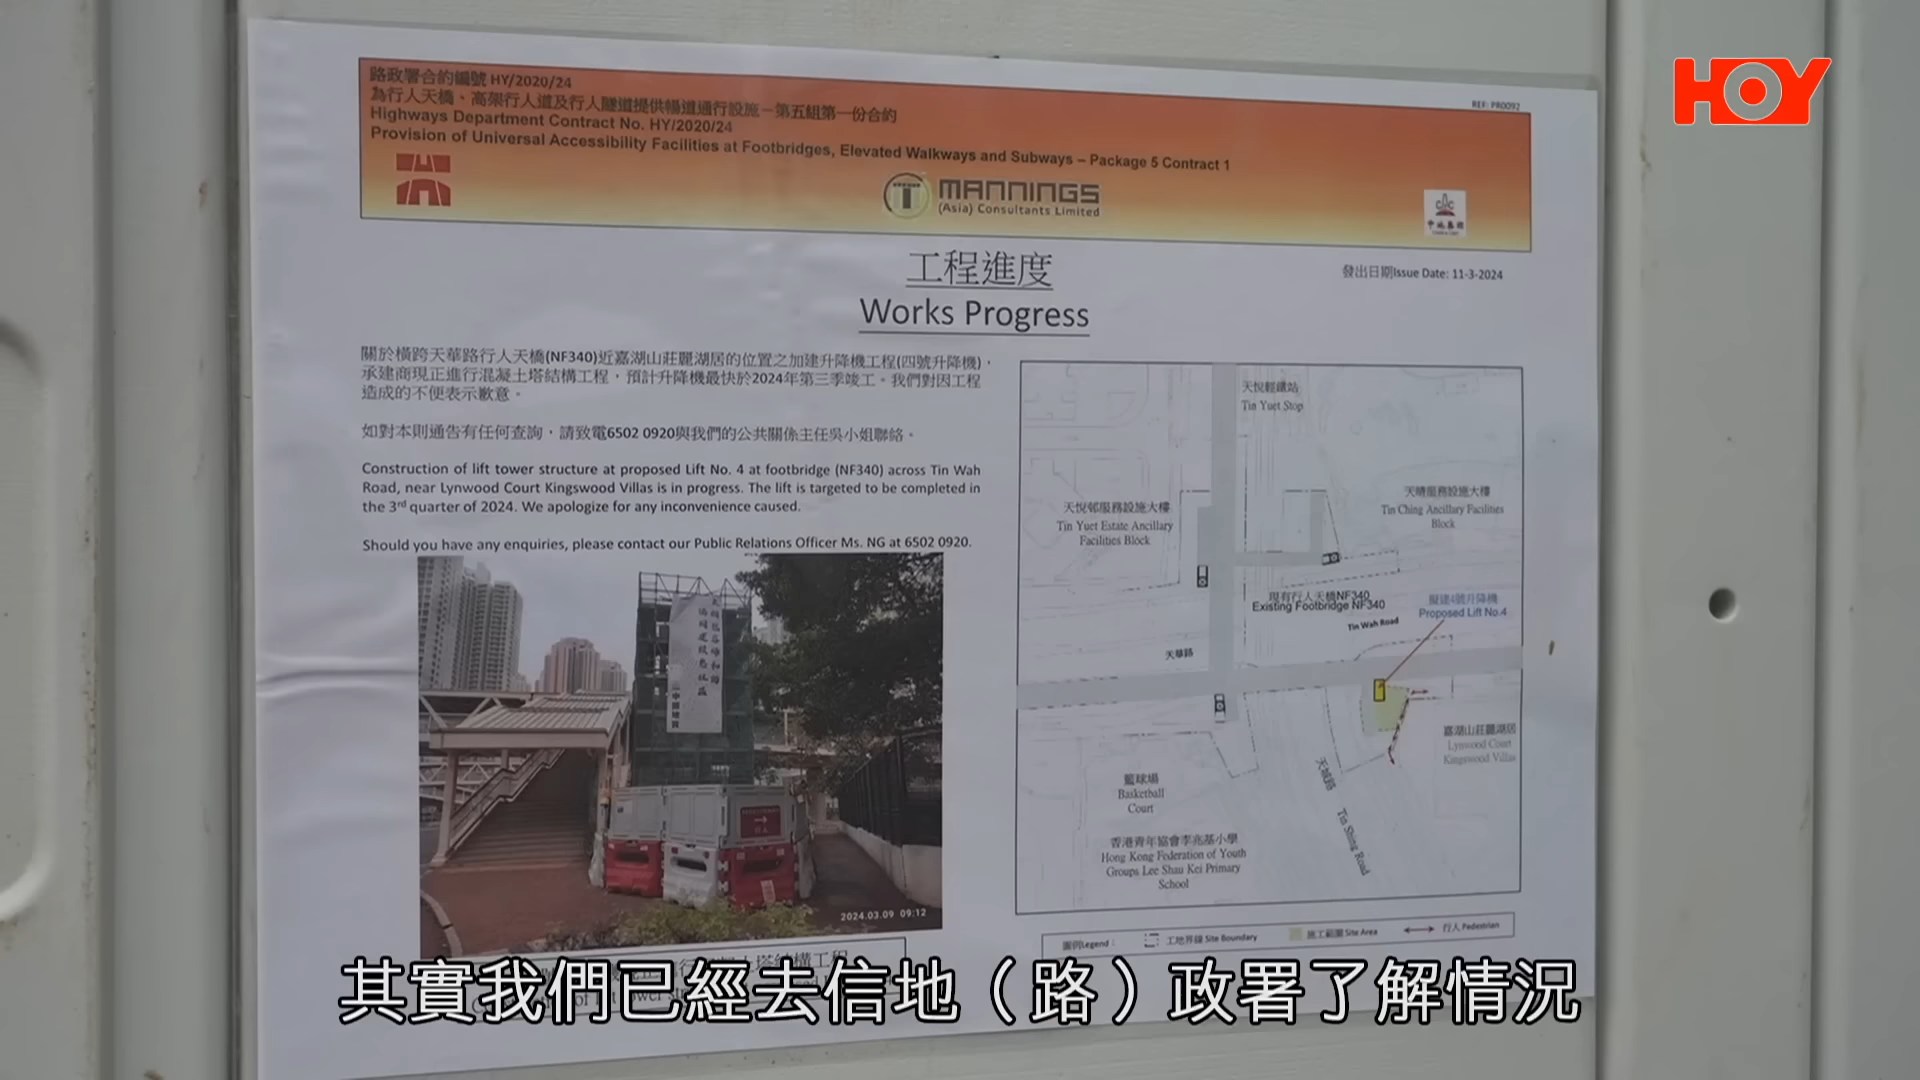 HOY
REF: PR0092
路政署合約編號 HY/2020/24
為行人天橋、高架行人道及行人隧道提供暢道通行設施－第五組第一份合約
Highways Department Contract No. HY/2020/24
Provision of Universal Accessibility Facilities at Footbridges, Elevated Walkways and Subways – Package 5 Contract 1
MANNINGS
(Asia) Consultants Limited
工程進度
Works Progress
發出日期Issue Date: 11-3-2024
關於橫跨天華路行人天橋(NF340)近嘉湖山莊麗湖居的位置之加建升降機工程(四號升降機)，
承建商現正進行混凝土塔結構工程，預計升降機最快於2024年第三季竣工。我們對因工程
造成的不便表示歉意。
如對本則通告有任何查詢，請致電6502 0920與我們的公共關係主任吳小姐聯絡。
Construction of lift tower structure at proposed Lift No. 4 at footbridge (NF340) across Tin Wah
Road, near Lynwood Court Kingswood Villas is in progress. The lift is targeted to be completed in
the 3rd quarter of 2024. We apologize for any inconvenience caused.
Should you have any enquiries, please contact our Public Relations Officer Ms. NG at 6502 0920.
2024.03.09 09:12
天悅輕鐵站
Tin Yuet Stop
天悅邨服務設施大樓
Tin Yuet Estate Ancillary
Facilities Block
天晴服務設施大樓
Tin Ching Ancillary Facilities
Block
現有行人天橋NF340
Existing Footbridge NF340
擬建4號升降機
Proposed Lift No.4
Tin Wah Road
天華路
嘉湖山莊麗湖居
Lynwood Court
Kingswood Villas
天城路
Tin Shing Road
籃球場
Basketball
Court
香港青年協會李兆基小學
Hong Kong Federation of Youth
Groups Lee Shau Kei Primary
School
圖例Legend :
工地界線 Site Boundary
施工範圍 Site Area
行人 Pedestrian
其實我們已經去信地（路）政署了解情況